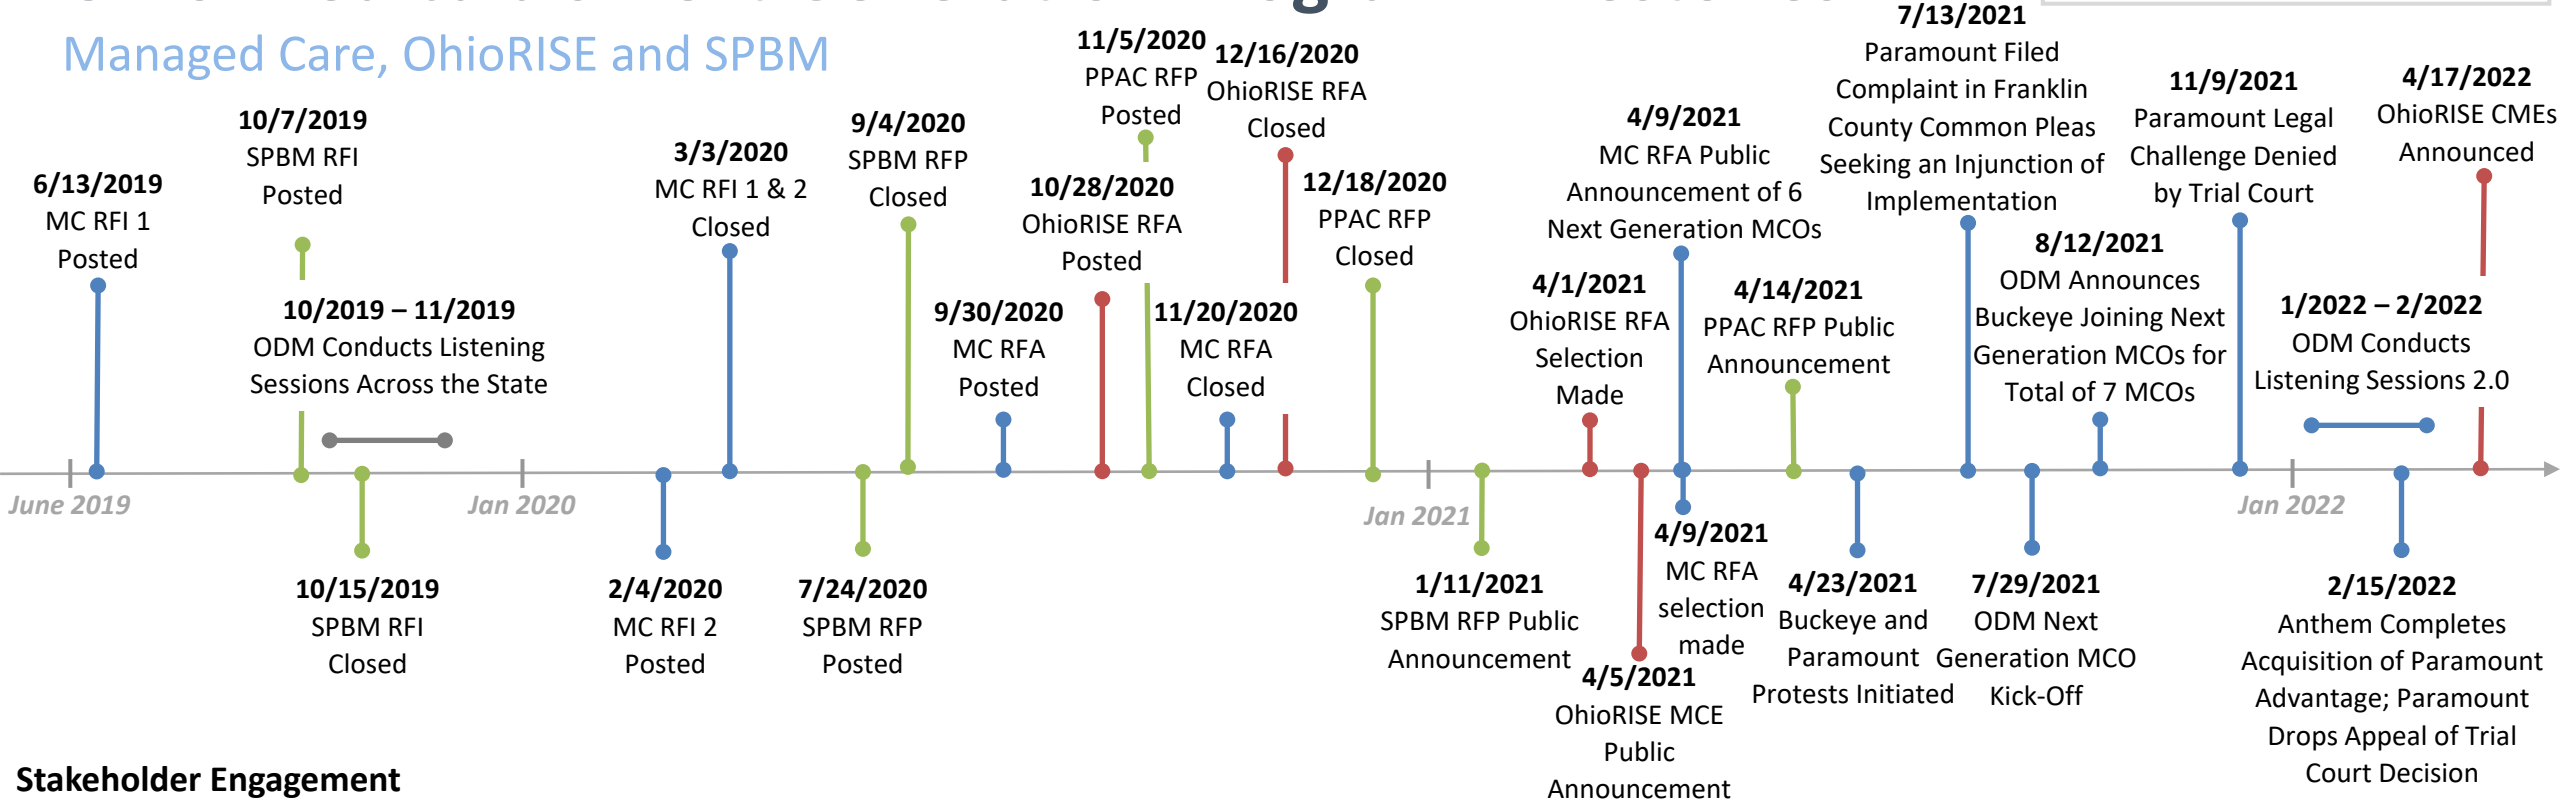 Managed Care, OhioRISE and SPBM
6/13/2019
MC RFI 1
Posted
10/7/2019
SPBM RFI
Posted
10/2019 – 11/2019
ODM Conducts Listening
Sessions Across the State
3/3/2020
MC RFI 1 & 2
Closed
9/4/2020
SPBM RFP
Closed
9/30/2020
MC RFA
Posted
11/5/2020
PPAC RFP
Posted
10/28/2020
OhioRISE RFA
Posted
12/16/2020
OhioRISE RFA
Closed
11/20/2020
MC RFA
Closed
12/18/2020
PPAC RFP
Closed
4/1/2021
OhioRISE RFA
Selection
Made
4/9/2021
MC RFA Public
Announcement of 6
Next Generation MCOs
4/14/2021
PPAC RFP Public
Announcement
7/13/2021
Paramount Filed
Complaint in Franklin
County Common Pleas
Seeking an Injunction of
Implementation
8/12/2021
ODM Announces
Buckeye Joining Next
Generation MCOs for
Total of 7 MCOs
11/9/2021
Paramount Legal
Challenge Denied
by Trial Court
1/2022 – 2/2022
ODM Conducts
Listening Sessions 2.0
4/17/2022
OhioRISE CMEs
Announced
June 2019
Jan 2020
Jan 2021
Jan 2022
10/15/2019
SPBM RFI
Closed
2/4/2020
MC RFI 2
Posted
7/24/2020
SPBM RFP
Posted
1/11/2021
SPBM RFP Public
Announcement
4/5/2021
OhioRISE MCE
Public
Announcement
4/9/2021
MC RFA
selection
made
4/23/2021
Buckeye and
Paramount
Protests Initiated
7/29/2021
ODM Next
Generation MCO
Kick-Off
2/15/2022
Anthem Completes
Acquisition of Paramount
Advantage; Paramount
Drops Appeal of Trial
Court Decision
Stakeholder Engagement